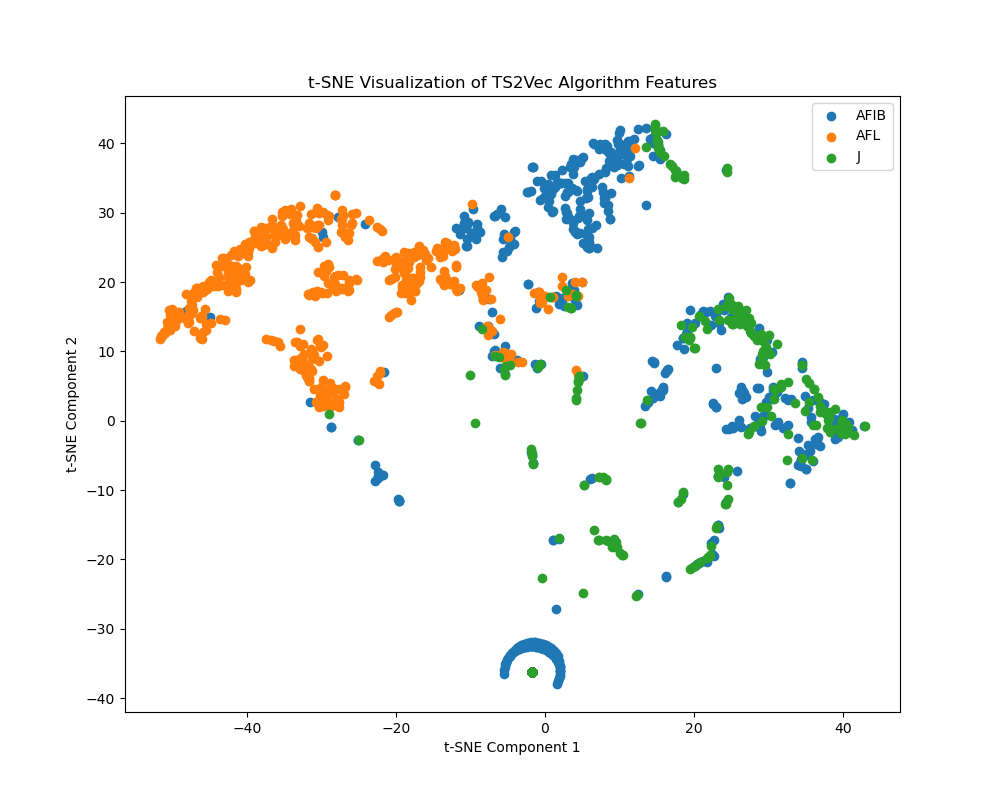 t-SNE Visualization of TS2Vec Algorithm Features
AFIB
AFL
J
t-SNE Component 2
40
30
20
10
0
−10
−20
−30
−40
−40
−20
0
20
40
t-SNE Component 1